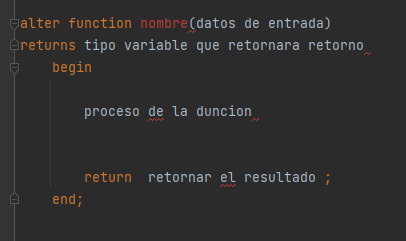 alter function nombre(datos de entrada)
returns tipo variable que retornara retorno
begin
proceso de la duncion
return  retornar el resultado ;
end;